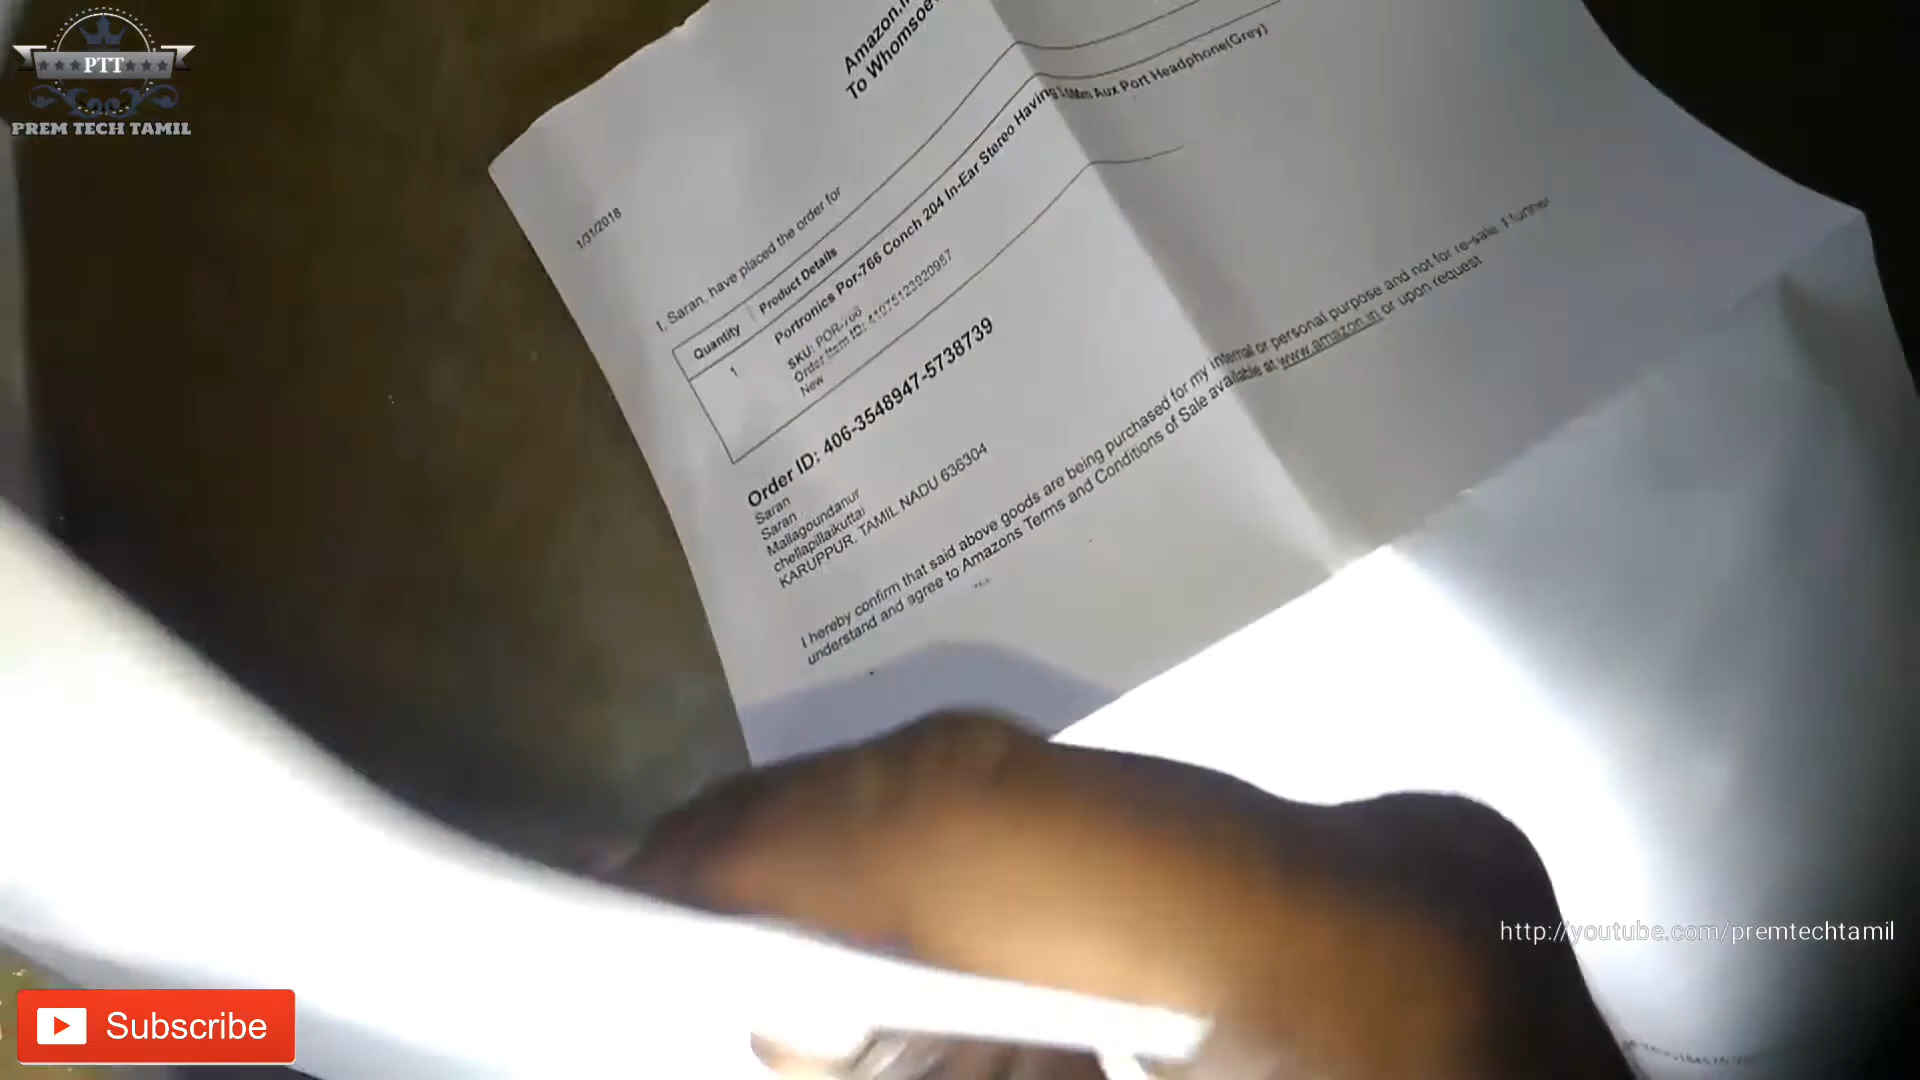 PTT
PREM TECH TAMIL
Amazon.
To Whomsoe
1/31/2018
I, Saran, have placed the order for
Quantity Product Details
1 Portronics Por-766 Conch 204 In-Ear Stereo Having Aux Port Headphone(Grey)
SKU: POR-766
Order Item ID:
New
Order ID: 406-3548947-5738739
Saran
Saran
Mallagoundanur
chellapillaikuttai
KARUPPUR, TAMIL NADU 636304
I hereby confirm that said above goods are being purchased for my internal or personal purpose and not for re-sale. I further
understand and agree to Amazons Terms and Conditions of Sale available at www.amazon.in or upon request
http://youtube.com/premtechtamil
Subscribe